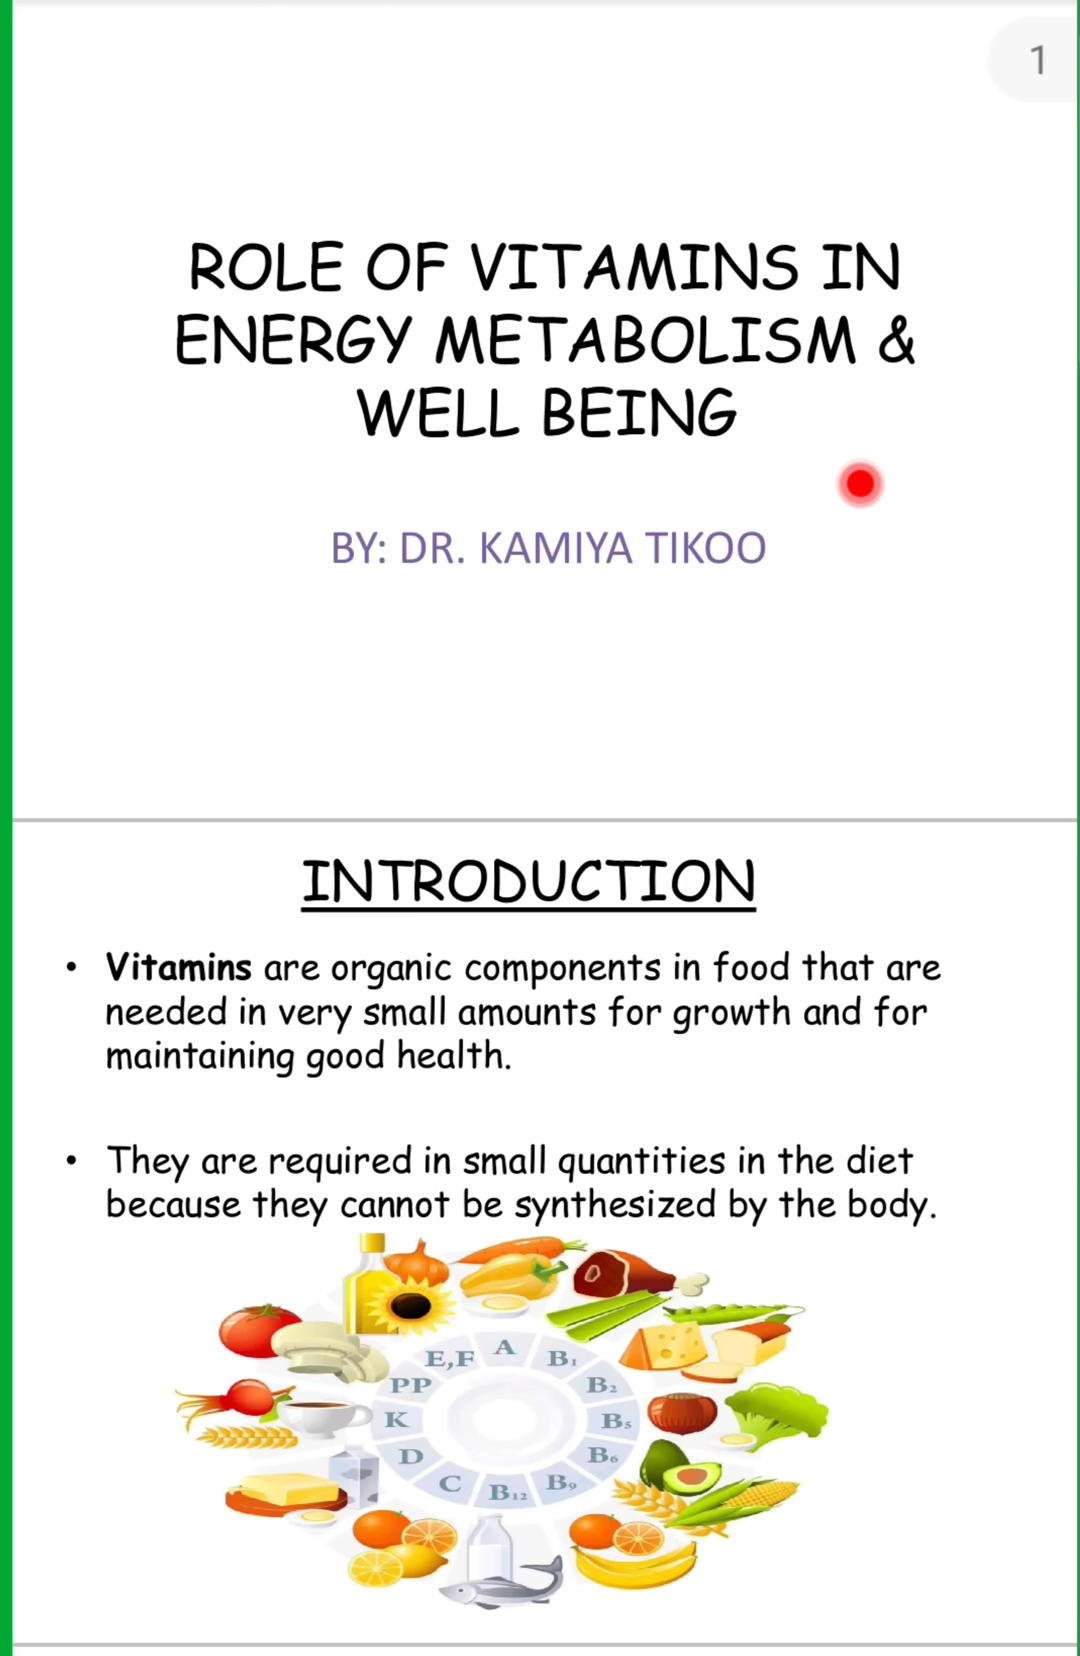 1
ROLE OF VITAMINS IN
ENERGY METABOLISM &
WELL BEING
BY: DR. KAMIYA TIKOO
INTRODUCTION
• Vitamins are organic components in food that are
needed in very small amounts for growth and for
maintaining good health.
• They are required in small quantities in the diet
because they cannot be synthesized by the body.
A
B₁
B₂
B₅
B₆
B₉
B₁₂
C
D
K
PP
E,F